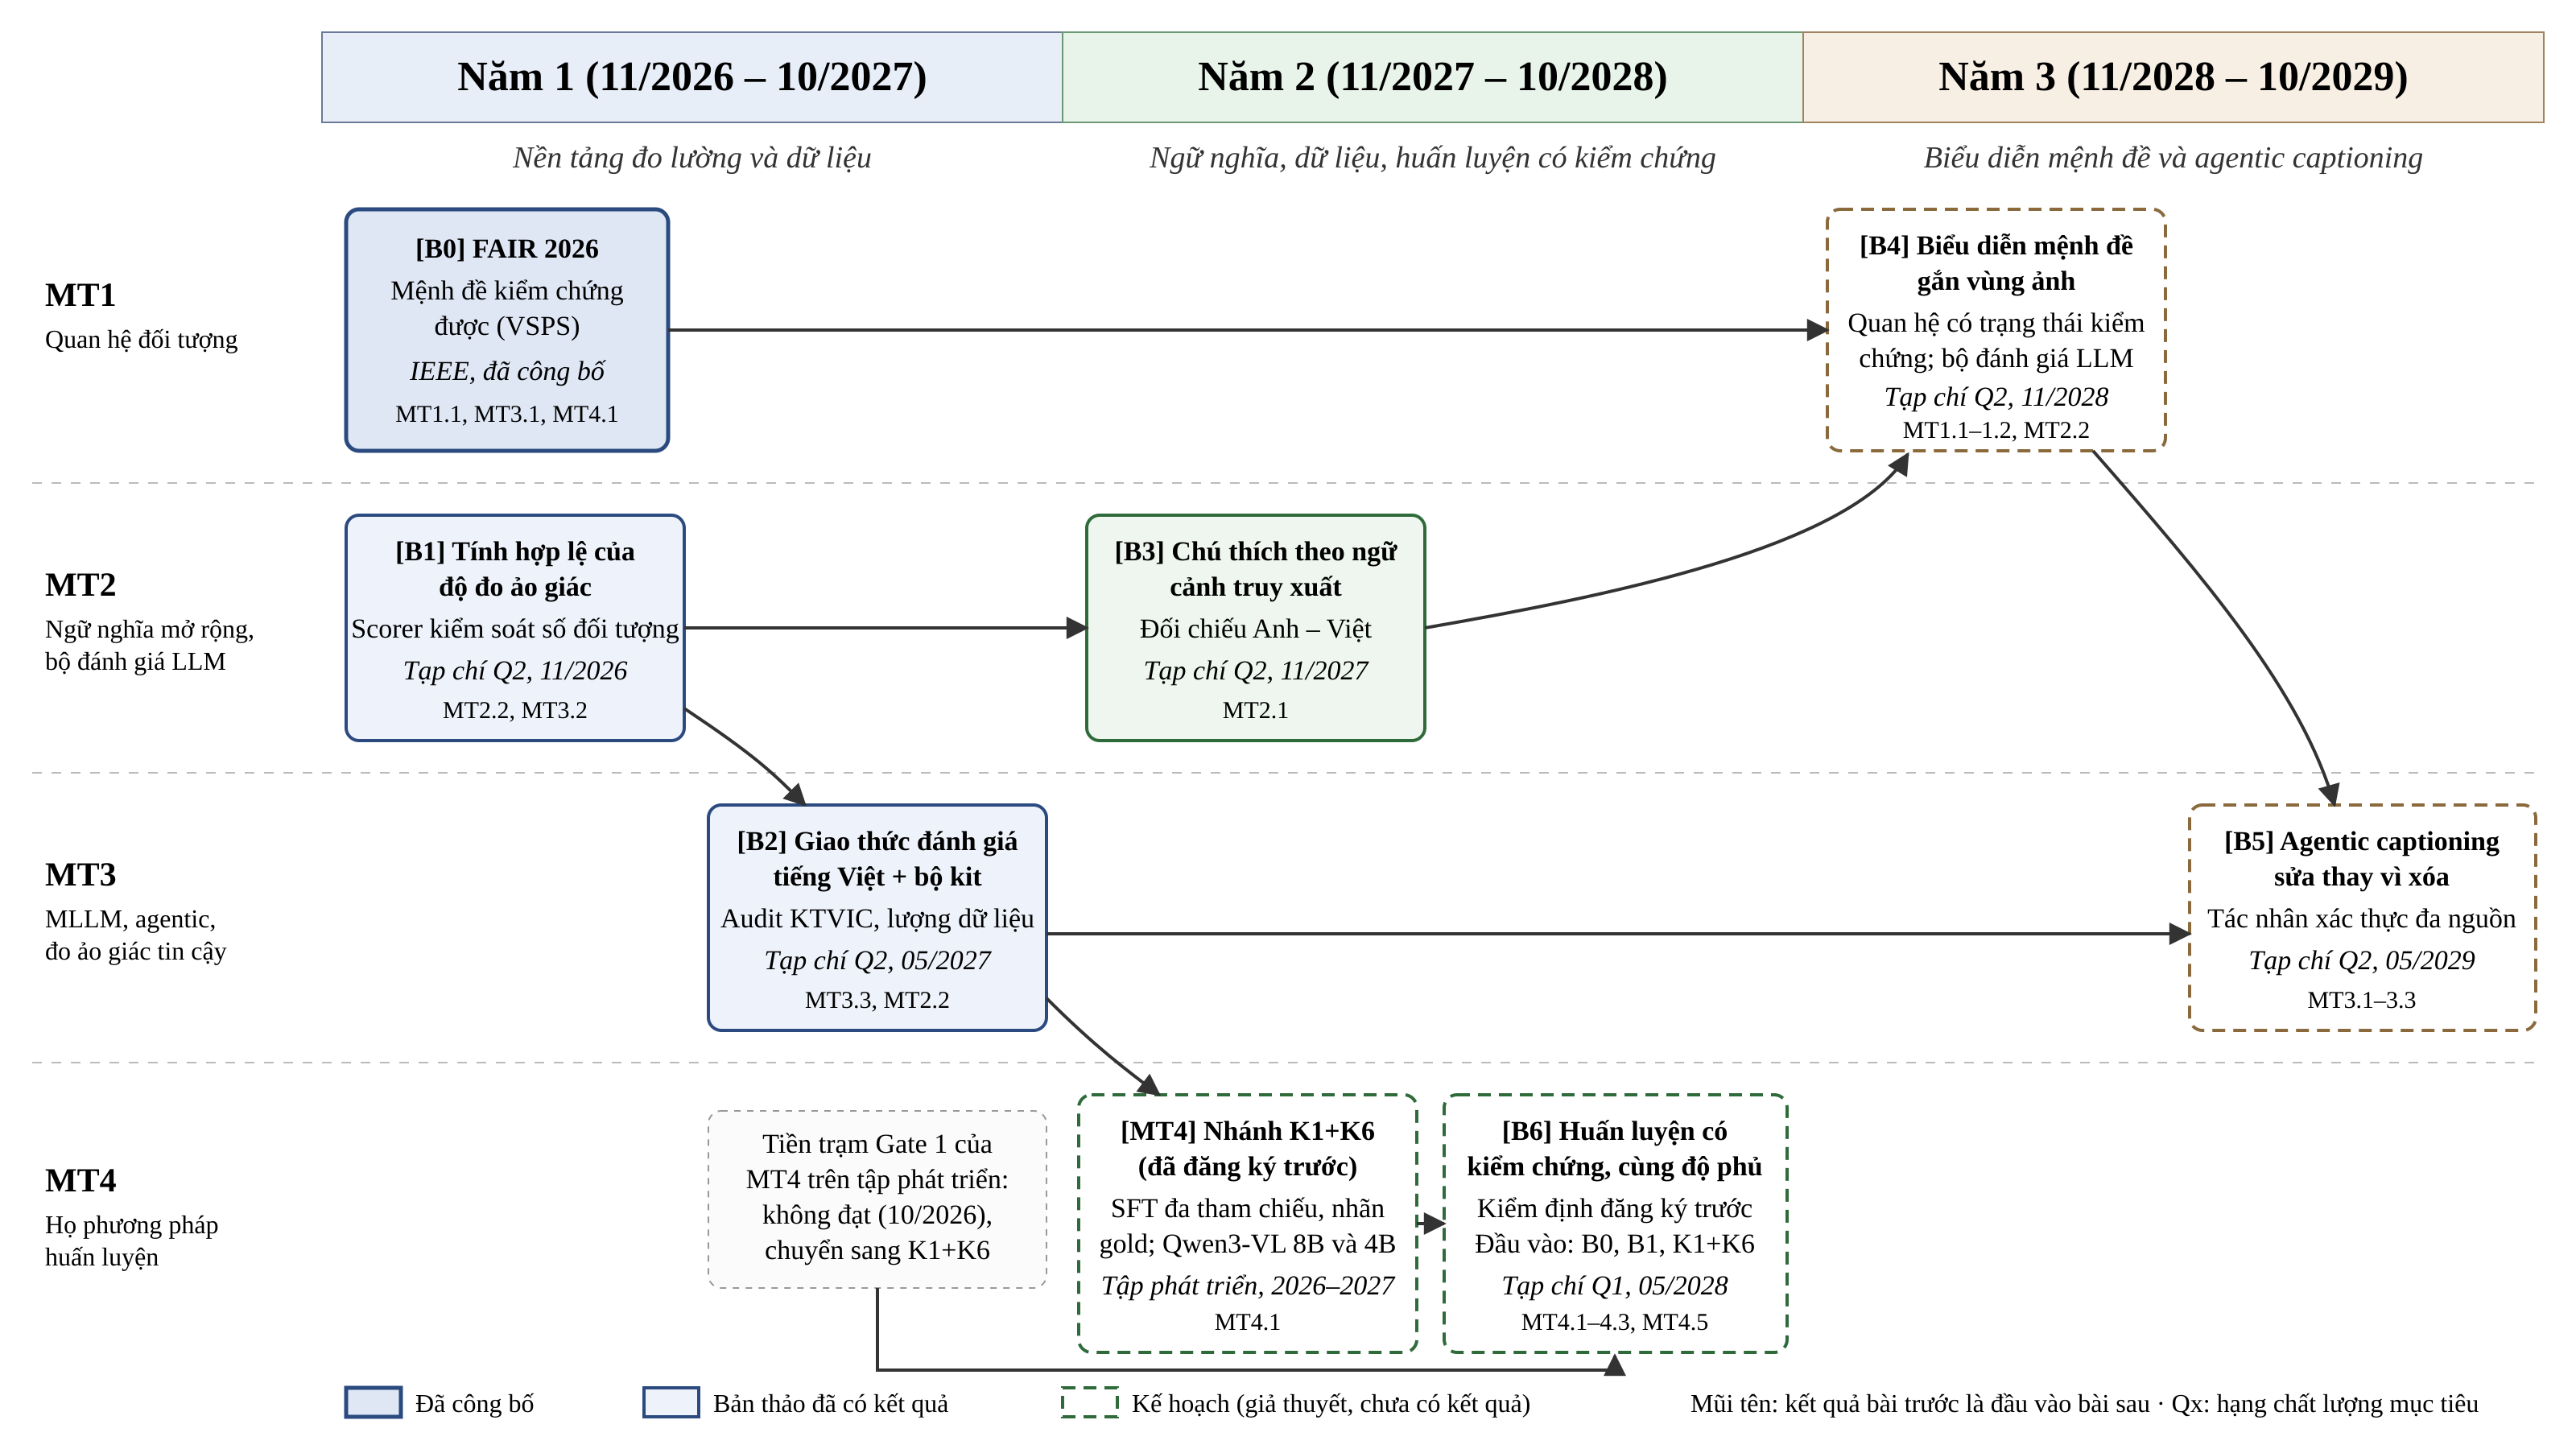 Năm 1 (11/2026 – 10/2027)
Năm 2 (11/2027 – 10/2028)
Năm 3 (11/2028 – 10/2029)
Nền tảng đo lường và dữ liệu
Ngữ nghĩa, dữ liệu, huấn luyện có kiểm chứng
Biểu diễn mệnh đề và agentic captioning
MT1
Quan hệ đối tượng
[B0] FAIR 2026
Mệnh đề kiểm chứng
được (VSPS)
IEEE, đã công bố
MT1.1, MT3.1, MT4.1
[B4] Biểu diễn mệnh đề
gắn vùng ảnh
Quan hệ có trạng thái kiểm
chứng; bộ đánh giá LLM
Tạp chí Q2, 11/2028
MT1.1–1.2, MT2.2
MT2
Ngữ nghĩa mở rộng,
bộ đánh giá LLM
[B1] Tính hợp lệ của
độ đo ảo giác
Scorer kiểm soát số đối tượng
Tạp chí Q2, 11/2026
MT2.2, MT3.2
[B3] Chú thích theo ngữ
cảnh truy xuất
Đối chiếu Anh – Việt
Tạp chí Q2, 11/2027
MT2.1
MT3
MLLM, agentic,
đo ảo giác tin cậy
[B2] Giao thức đánh giá
tiếng Việt + bộ kit
Audit KTVIC, lượng dữ liệu
Tạp chí Q2, 05/2027
MT3.3, MT2.2
[B5] Agentic captioning
sửa thay vì xóa
Tác nhân xác thực đa nguồn
Tạp chí Q2, 05/2029
MT3.1–3.3
MT4
Họ phương pháp
huấn luyện
Tiền trạm Gate 1 của
MT4 trên tập phát triển:
không đạt (10/2026),
chuyển sang K1+K6
[MT4] Nhánh K1+K6
(đã đăng ký trước)
SFT đa tham chiếu, nhãn
gold; Qwen3-VL 8B và 4B
Tập phát triển, 2026–2027
MT4.1
[B6] Huấn luyện có
kiểm chứng, cùng độ phủ
Kiểm định đăng ký trước
Đầu vào: B0, B1, K1+K6
Tạp chí Q1, 05/2028
MT4.1–4.3, MT4.5
Đã công bố
Bản thảo đã có kết quả
Kế hoạch (giả thuyết, chưa có kết quả)
Mũi tên: kết quả bài trước là đầu vào bài sau · Qx: hạng chất lượng mục tiêu